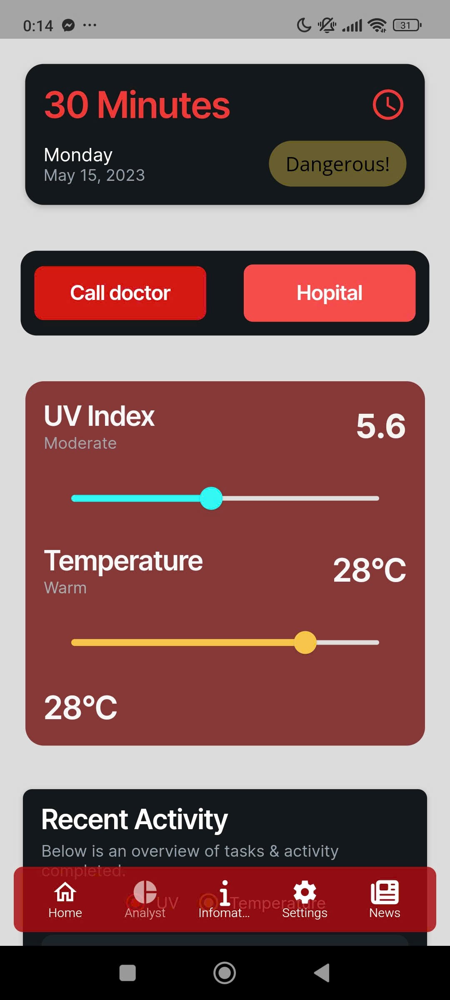 0:14
31
30 Minutes
Monday
May 15, 2023
Dangerous!
Call doctor
Hopital
UV Index
5.6
Moderate
Temperature
28°C
Warm
28°C
Recent Activity
Below is an overview of tasks & activity
completed.
UV
Temperature
Home
Analyst
Infomat...
Settings
News